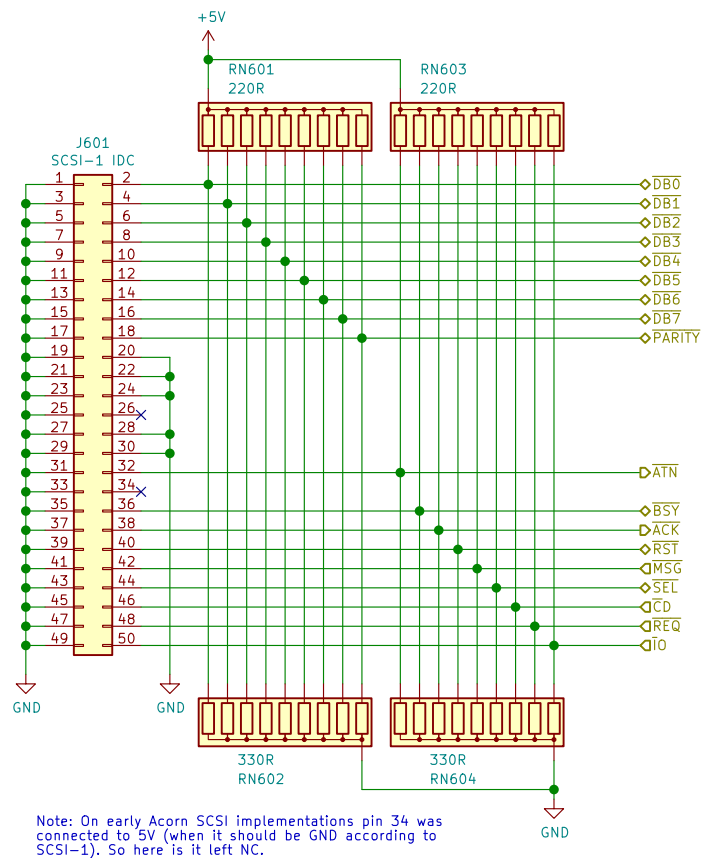 +5V
RN601
220R
RN603
220R
J601
SCSI-1 IDC
1 2 DB0
3 4 DB1
5 6 DB2
7 8 DB3
9 10 DB4
11 12 DB5
13 14 DB6
15 16 DB7
17 18 PARITY
19 20
21 22
23 24
25 26
27 28
29 30
31 32 ATN
33 34
35 36 BSY
37 38 ACK
39 40 RST
41 42 MSG
43 44 SEL
45 46 CD
47 48 REQ
49 50 IO
GND GND
330R 330R
RN602 RN604
GND
Note: On early Acorn SCSI implementations pin 34 was
connected to 5V (when it should be GND according to
SCSI-1). So here is it left NC.